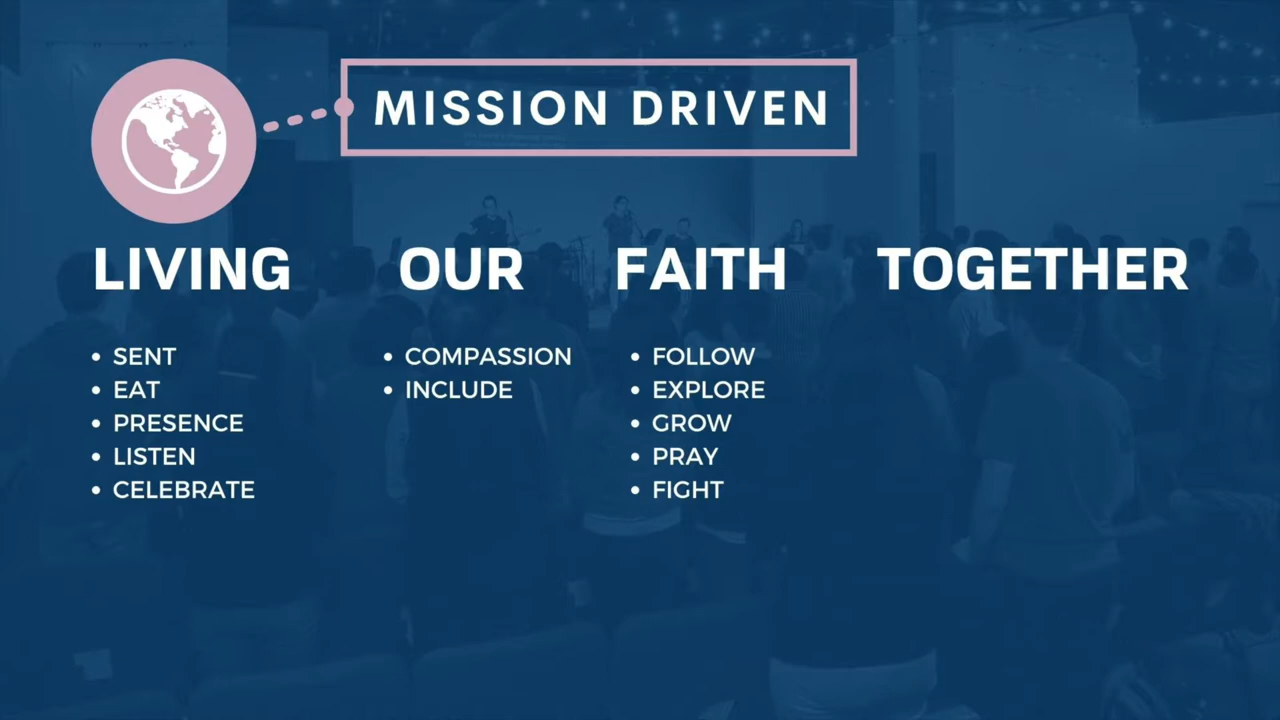 MISSION DRIVEN
LIVING OUR FAITH TOGETHER
• SENT
• EAT
• PRESENCE
• LISTEN
• CELEBRATE
• COMPASSION
• INCLUDE
• FOLLOW
• EXPLORE
• GROW
• PRAY
• FIGHT